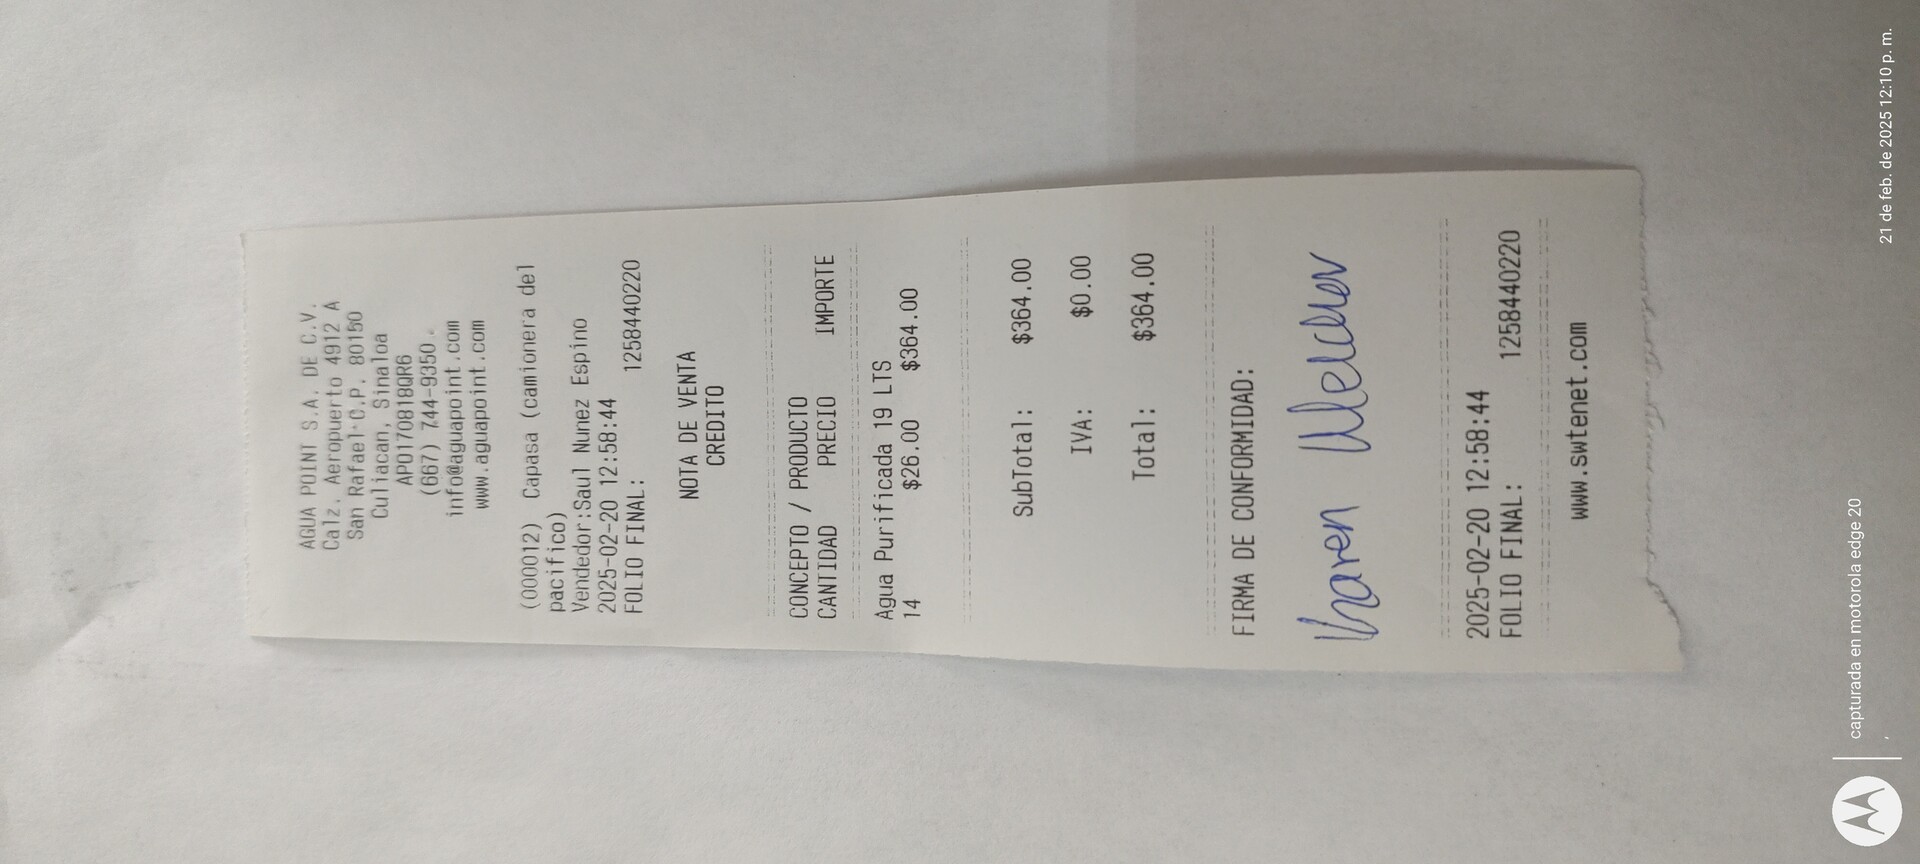 AGUA POINT S.A. DE C.V.
Calz. Aeropuerto 4912 A
San Rafael C.P. 80150
Culiacan, Sinaloa
APO170818QR6
(667) 744-9350.
info@aguapoint.com
www.aguapoint.com
(000012) Capasa (camionera del
pacifico)
Vendedor:Saul Nunez Espino
2025-02-20 12:58:44
FOLIO FINAL: 1258440220
NOTA DE VENTA
CREDITO
CONCEPTO / PRODUCTO
CANTIDAD PRECIO IMPORTE
Agua Purificada 19 LTS
14 $26.00 $364.00
SubTotal: $364.00
IVA: $0.00
Total: $364.00
FIRMA DE CONFORMIDAD:
Karen
2025-02-20 12:58:44
FOLIO FINAL: 1258440220
www.swtenet.com
capturada en motorola edge 20
,
21 de feb. de 2025 12:10 p. m.